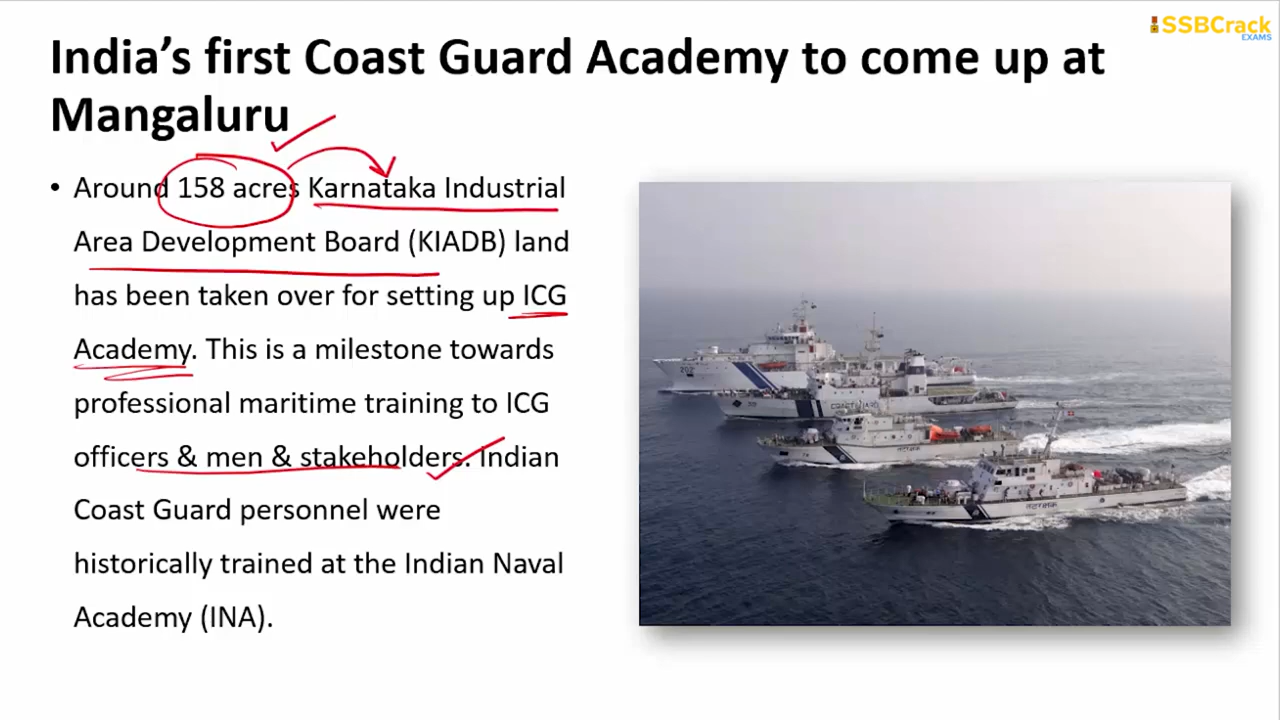 SSBCrack
EXAMS
India’s first Coast Guard Academy to come up at
Mangaluru
• Around 158 acres Karnataka Industrial
Area Development Board (KIADB) land
has been taken over for setting up ICG
Academy. This is a milestone towards
professional maritime training to ICG
officers & men & stakeholders. Indian
Coast Guard personnel were
historically trained at the Indian Naval
Academy (INA).
COAST GUARD